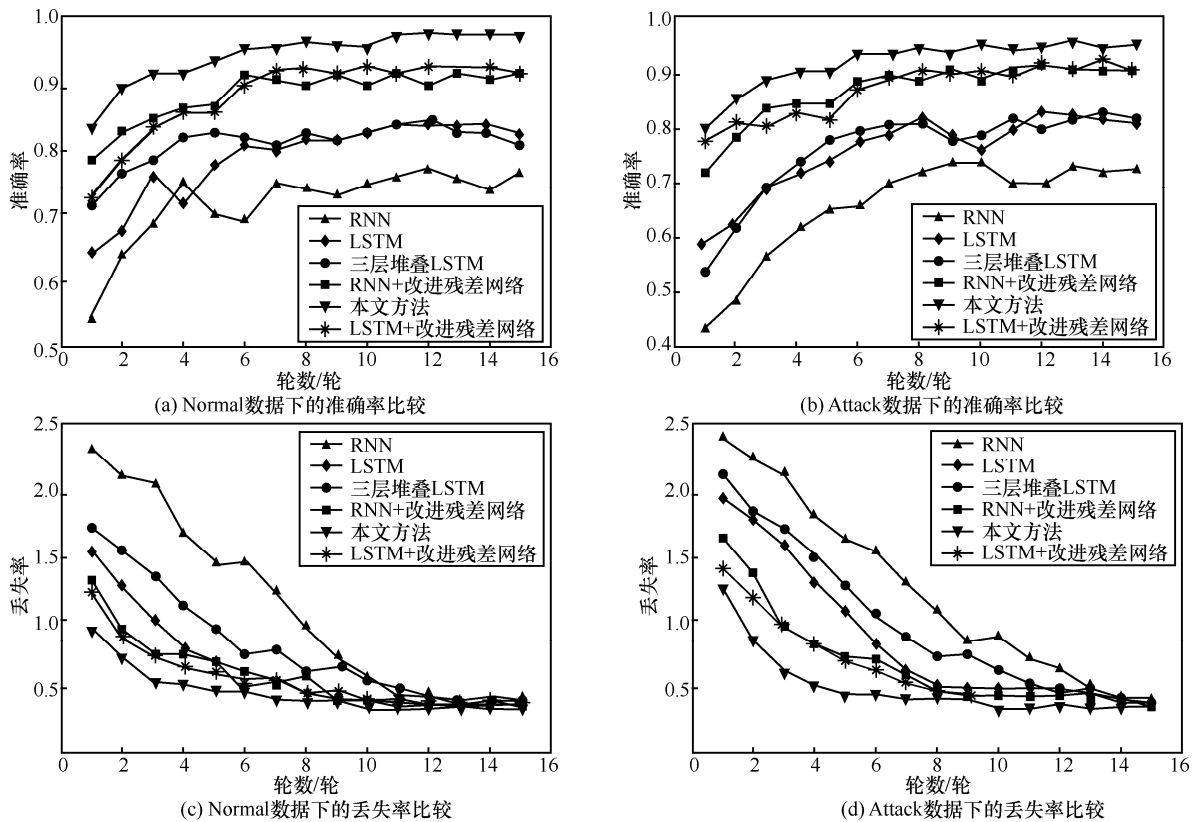 1.0
0.9
0.8
0.7
0.6
0.5
准确率
RNN
LSTM
三层堆叠LSTM
RNN+改进残差网络
本文方法
LSTM+改进残差网络
0 2 4 6 8 10 12 14 16
轮数/轮
(a) Normal数据下的准确率比较
1.0
0.9
0.8
0.7
0.6
0.5
0.4
准确率
RNN
LSTM
三层堆叠LSTM
RNN+改进残差网络
本文方法
LSTM+改进残差网络
0 2 4 6 8 10 12 14 16
轮数/轮
(b) Attack数据下的准确率比较
2.5
2.0
1.5
1.0
0.5
丢失率
RNN
LSTM
三层堆叠LSTM
RNN+改进残差网络
本文方法
LSTM+改进残差网络
0 2 4 6 8 10 12 14 16
轮数/轮
(c) Normal数据下的丢失率比较
2.5
2.0
1.5
1.0
0.5
丢失率
RNN
LSTM
三层堆叠LSTM
RNN+改进残差网络
本文方法
LSTM+改进残差网络
0 2 4 6 8 10 12 14 16
轮数/轮
(d) Attack数据下的丢失率比较